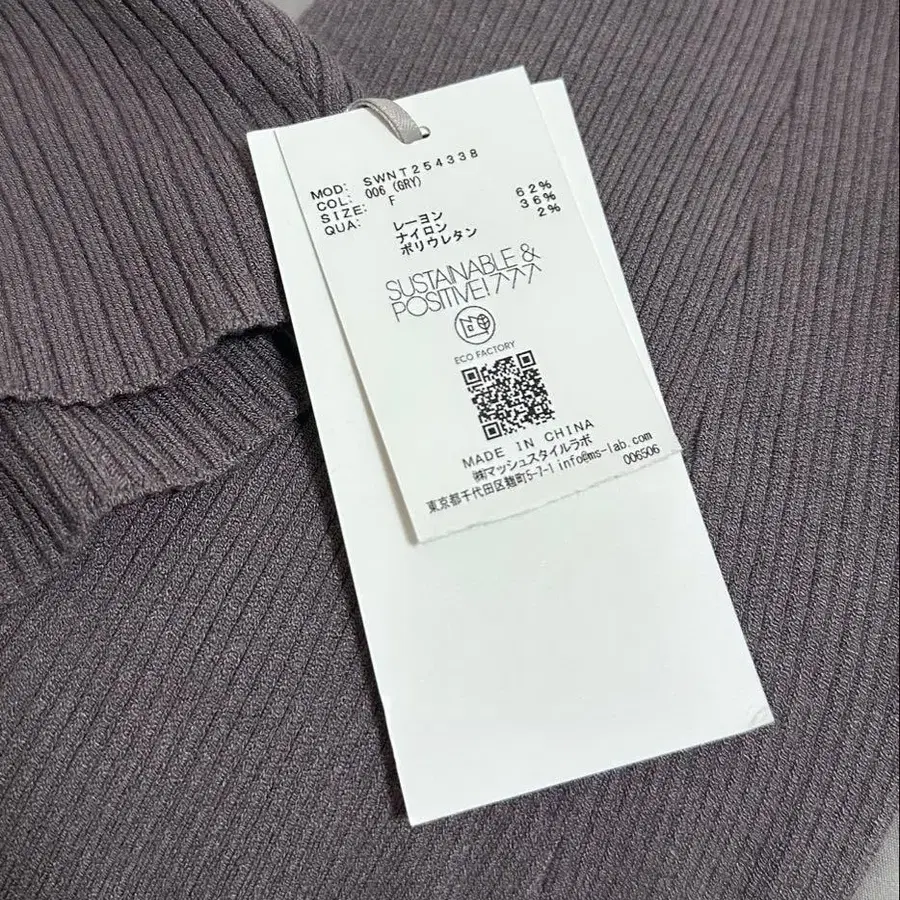 MOD: SWNT254338
COL: 006 (GRY)
SIZE: F
QUA: レーヨン 62%
ナイロン 36%
ポリウレタン 2%
SUSTAINABLE &
POSITIVE!↗↗↗
ECO FACTORY
MADE IN CHINA
㈱マッシュスタイルラボ
東京都千代田区麹町5-7-1 info@ms-lab.com
006506